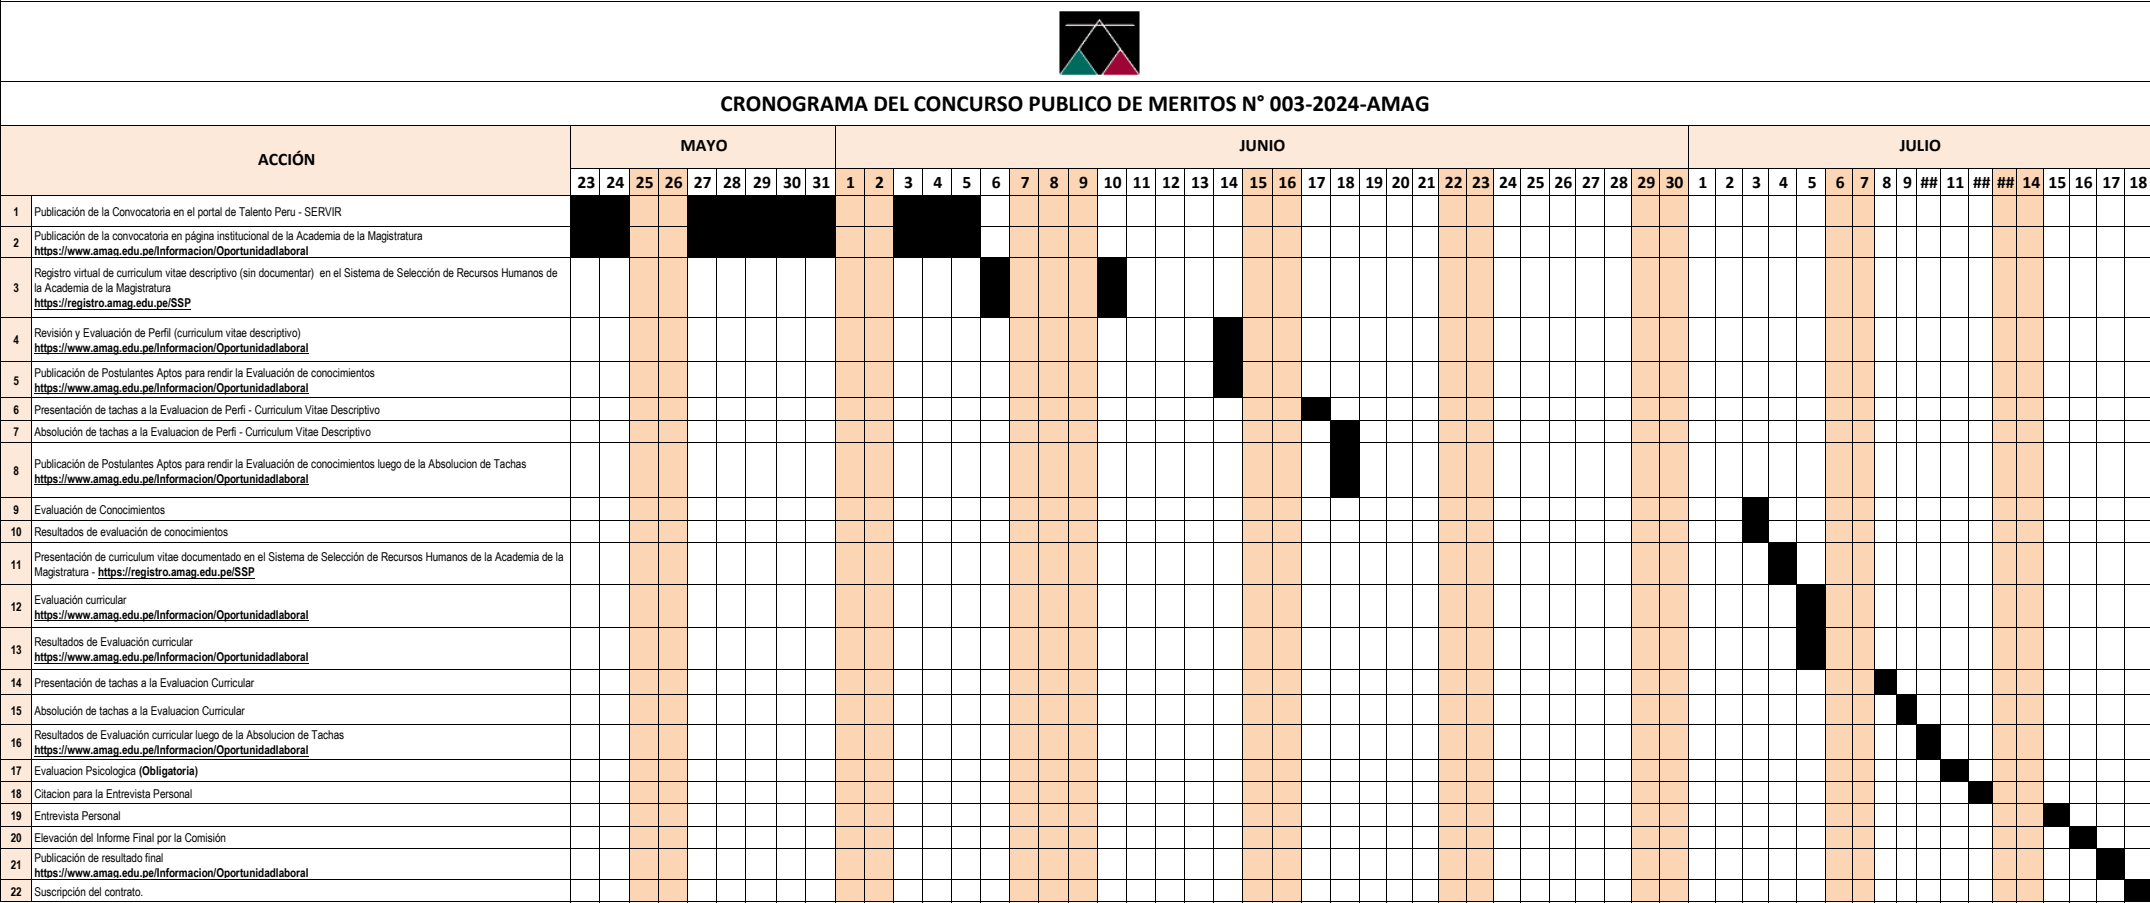 CRONOGRAMA DEL CONCURSO PUBLICO DE MERITOS N° 003-2024-AMAG
ACCIÓN
MAYO JUNIO JULIO
23 24 25 26 27 28 29 30 31 1 2 3 4 5 6 7 8 9 10 11 12 13 14 15 16 17 18 19 20 21 22 23 24 25 26 27 28 29 30 1 2 3 4 5 6 7 8 9 ## 11 ## ## 14 15 16 17 18
1 Publicación de la Convocatoria en el portal de Talento Peru - SERVIR
2 Publicación de la convocatoria en página institucional de la Academia de la Magistratura
https://www.amag.edu.pe/Informacion/Oportunidadlaboral
3 Registro virtual de curriculum vitae descriptivo (sin documentar) en el Sistema de Selección de Recursos Humanos de
la Academia de la Magistratura
https://registro.amag.edu.pe/SSP
4 Revisión y Evaluación de Perfil (curriculum vitae descriptivo)
https://www.amag.edu.pe/Informacion/Oportunidadlaboral
5 Publicación de Postulantes Aptos para rendir la Evaluación de conocimientos
https://www.amag.edu.pe/Informacion/Oportunidadlaboral
6 Presentación de tachas a la Evaluacion de Perfi - Curriculum Vitae Descriptivo
7 Absolución de tachas a la Evaluacion de Perfi - Curriculum Vitae Descriptivo
8 Publicación de Postulantes Aptos para rendir la Evaluación de conocimientos luego de la Absolucion de Tachas
https://www.amag.edu.pe/Informacion/Oportunidadlaboral
9 Evaluación de Conocimientos
10 Resultados de evaluación de conocimientos
11 Presentación de curriculum vitae documentado en el Sistema de Selección de Recursos Humanos de la Academia de la
Magistratura - https://registro.amag.edu.pe/SSP
12 Evaluación curricular
https://www.amag.edu.pe/Informacion/Oportunidadlaboral
13 Resultados de Evaluación curricular
https://www.amag.edu.pe/Informacion/Oportunidadlaboral
14 Presentación de tachas a la Evaluacion Curricular
15 Absolución de tachas a la Evaluacion Curricular
16 Resultados de Evaluación curricular luego de la Absolucion de Tachas
https://www.amag.edu.pe/Informacion/Oportunidadlaboral
17 Evaluacion Psicologica (Obligatoria)
18 Citacion para la Entrevista Personal
19 Entrevista Personal
20 Elevación del Informe Final por la Comisión
21 Publicación de resultado final
https://www.amag.edu.pe/Informacion/Oportunidadlaboral
22 Suscripción del contrato.